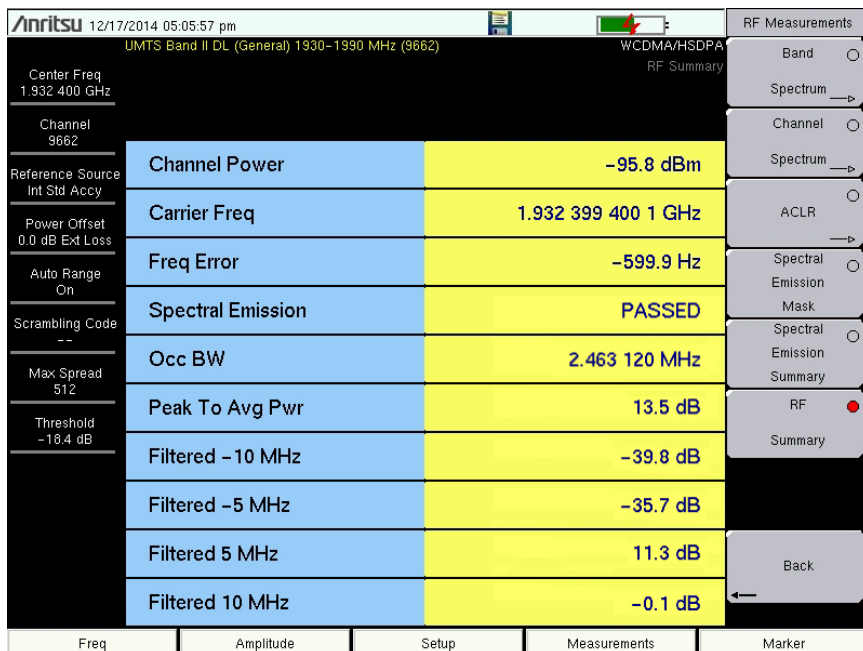 Anritsu 12/17/2014 05:05:57 pm
UMTS Band II DL (General) 1930-1990 MHz (9662)
WCDMA/HSDPA
RF Summary
Center Freq
1.932 400 GHz
Channel
9662
Reference Source
Int Std Accy
Power Offset
0.0 dB Ext Loss
Auto Range
On
Scrambling Code
--
Max Spread
512
Threshold
-18.4 dB
Channel Power -95.8 dBm
Carrier Freq 1.932 399 400 1 GHz
Freq Error -599.9 Hz
Spectral Emission PASSED
Occ BW 2.463 120 MHz
Peak To Avg Pwr 13.5 dB
Filtered -10 MHz -39.8 dB
Filtered -5 MHz -35.7 dB
Filtered 5 MHz 11.3 dB
Filtered 10 MHz -0.1 dB
RF Measurements
Band
Spectrum
Channel
Spectrum
ACLR
Spectral
Emission
Mask
Spectral
Emission
Summary
RF
Summary
Back
Freq Amplitude Setup Measurements Marker